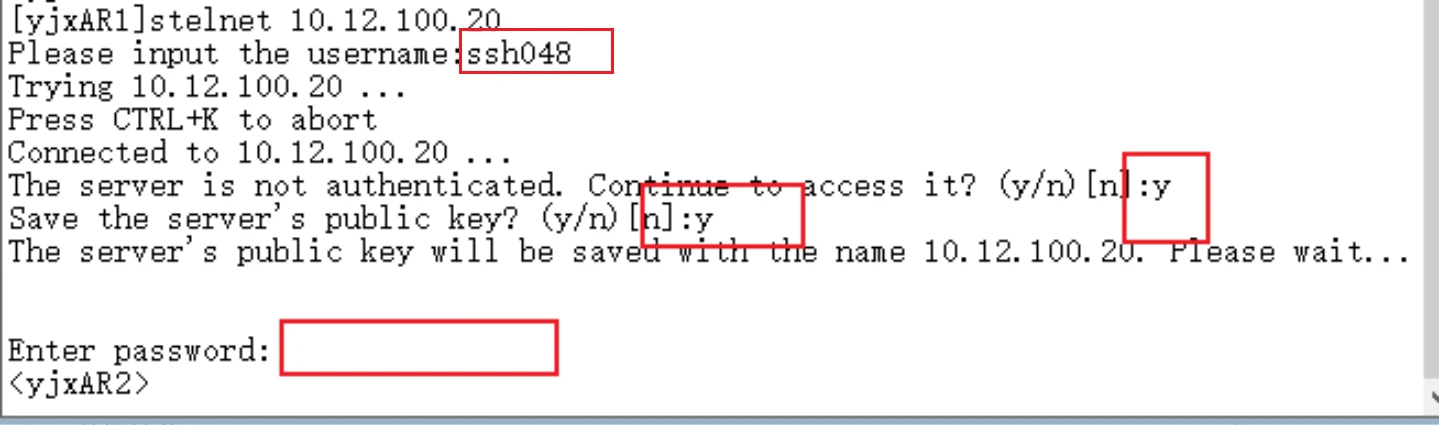 [yjxAR1]stelnet 10.12.100.20
Please input the username:ssh048
Trying 10.12.100.20 ...
Press CTRL+K to abort
Connected to 10.12.100.20 ...
The server is not authenticated. Continue to access it? (y/n)[n]:y
Save the server's public key? (y/n)[n]:y
The server's public key will be saved with the name 10.12.100.20. Please wait...
Enter password:
<yjxAR2>